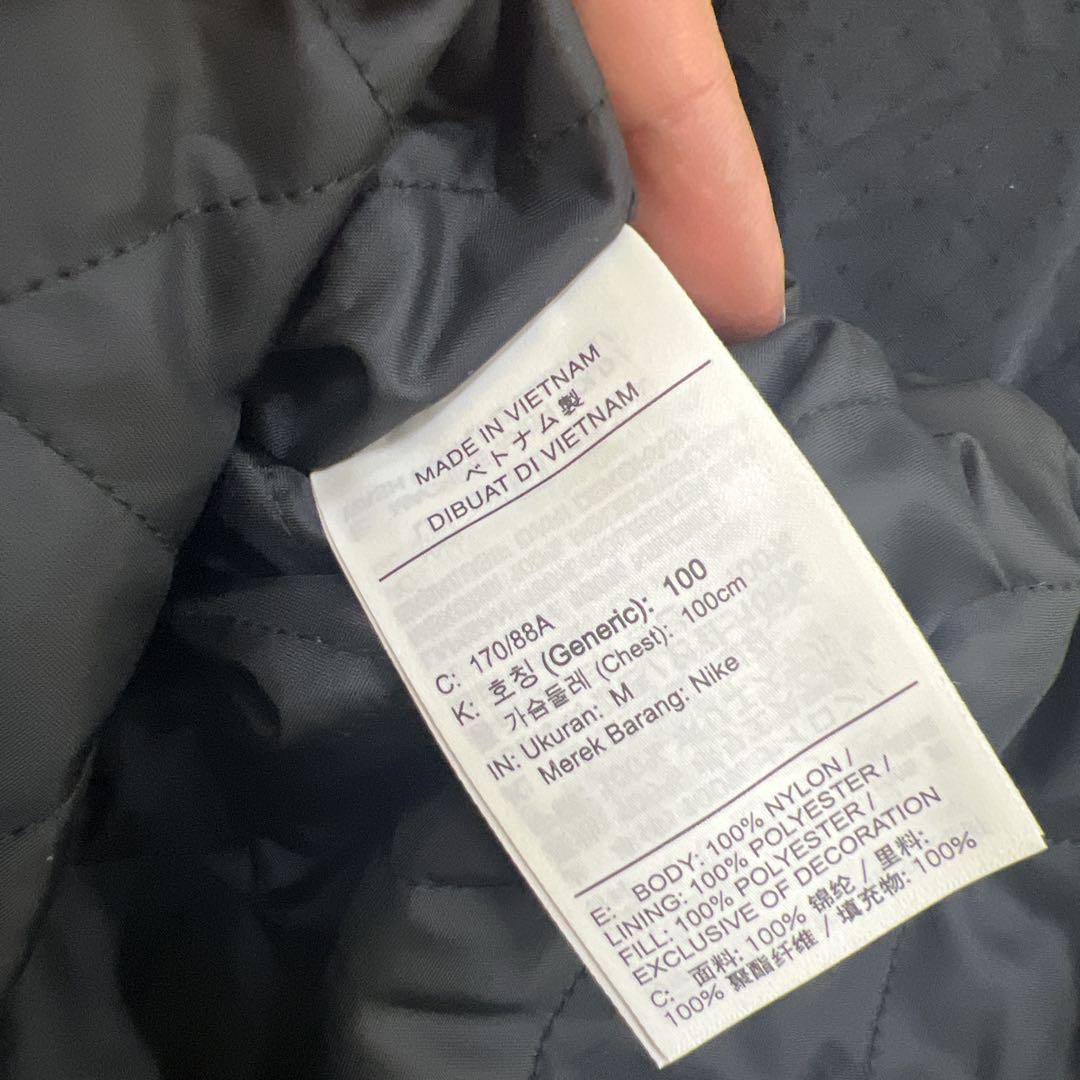 MADE IN VIETNAM
ベトナム製
DIBUAT DI VIETNAM
C: 170/88A
K: 호칭 (Generic): 100
가슴둘레 (Chest): 100cm
IN: Ukuran: M
Merek Barang: Nike
E: BODY: 100% NYLON /
LINING: 100% POLYESTER /
FILL: 100% POLYESTER /
EXCLUSIVE OF DECORATION
C: 面料: 100% 锦纶 / 里料:
100% 聚酯纤维 / 填充物: 100%